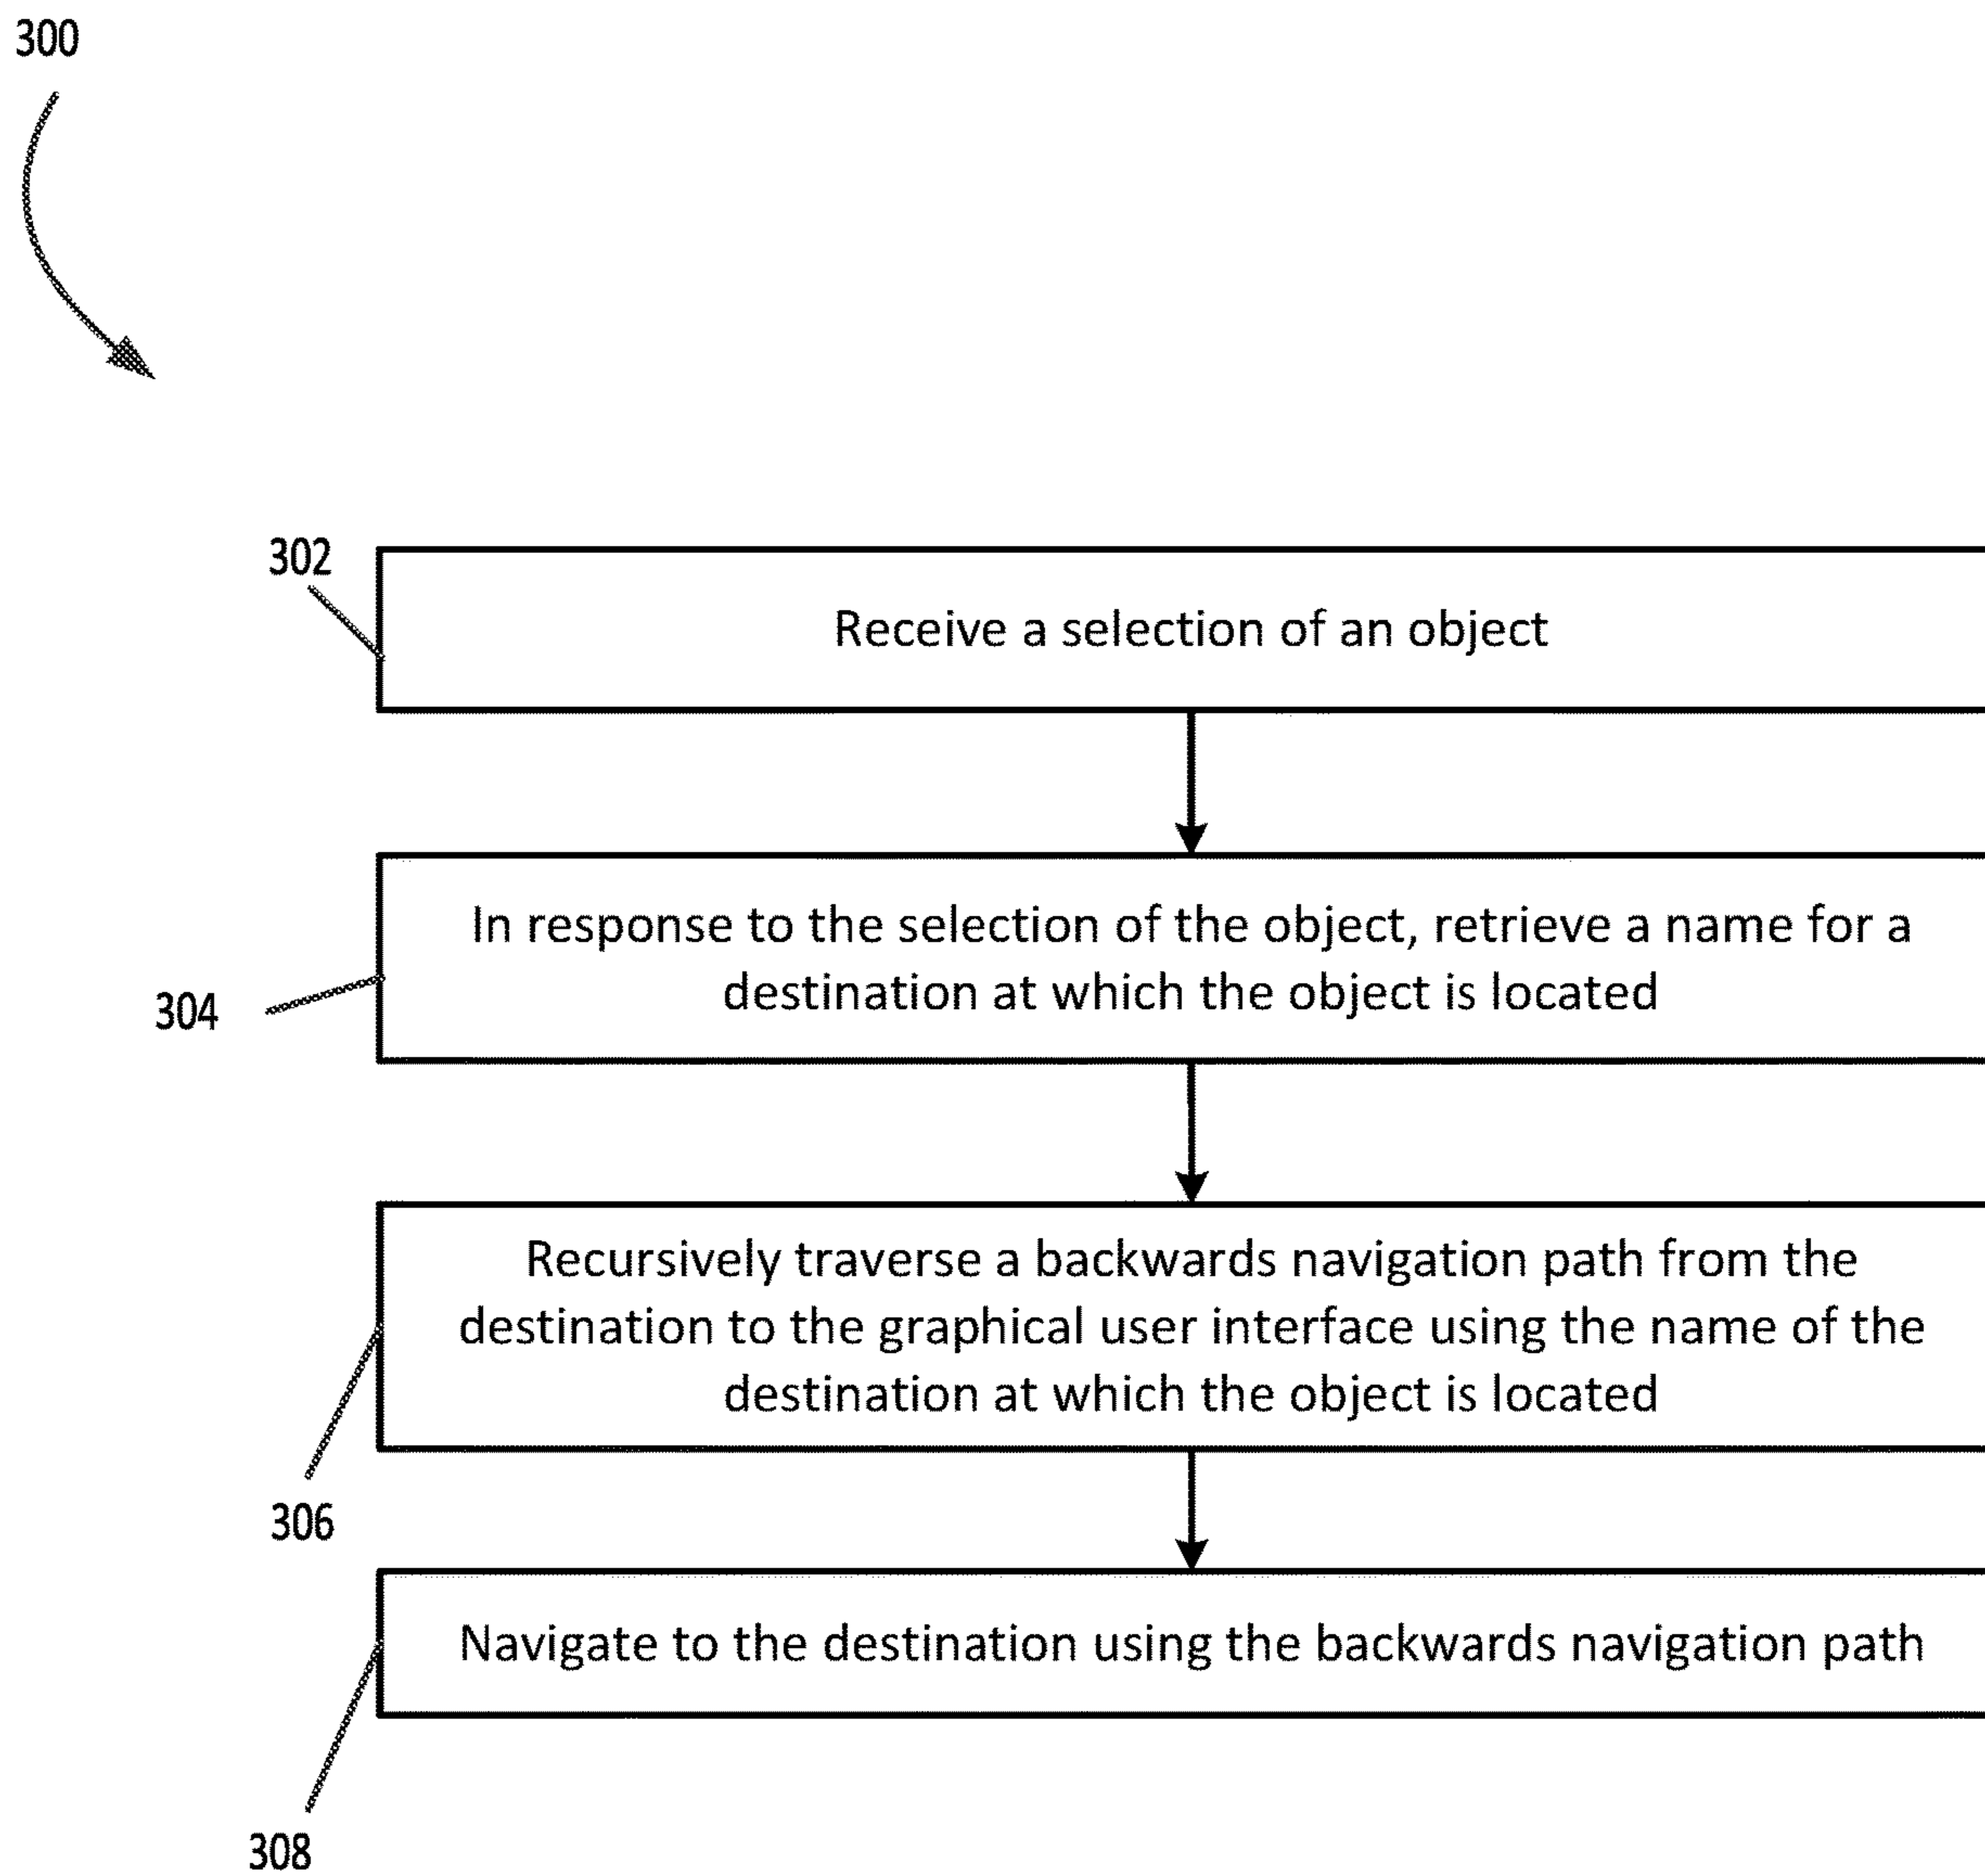 300
302
Receive a selection of an object
In response to the selection of the object, retrieve a name for a
destination at which the object is located
304
Recursively traverse a backwards navigation path from the
destination to the graphical user interface using the name of the
destination at which the object is located
306
Navigate to the destination using the backwards navigation path
308